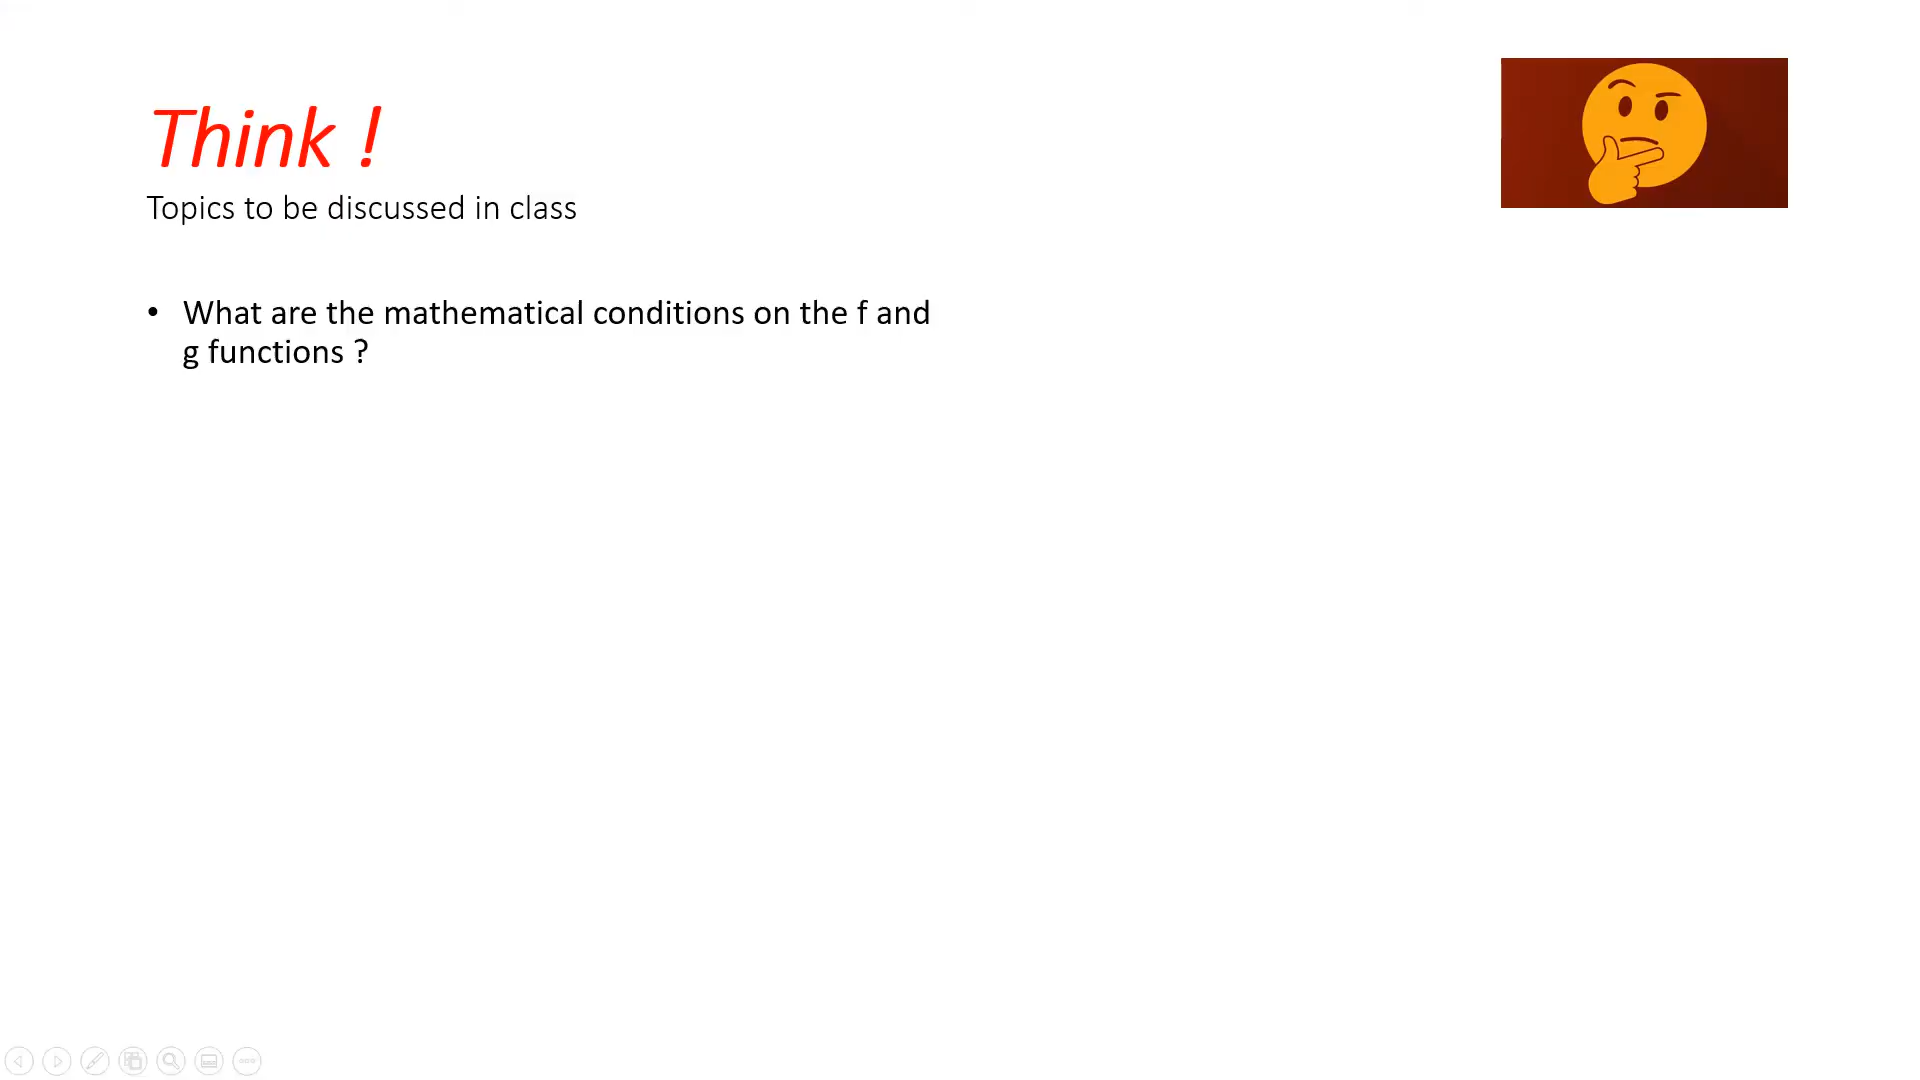 Think !
Topics to be discussed in class
• What are the mathematical conditions on the f and
g functions ?